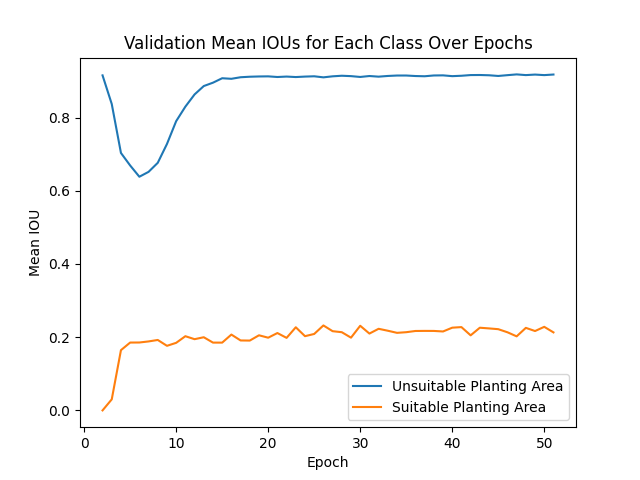 Validation Mean IOUs for Each Class Over Epochs
Mean IOU
0.8
0.6
0.4
0.2
0.0
Unsuitable Planting Area
Suitable Planting Area
0
10
20
30
40
50
Epoch